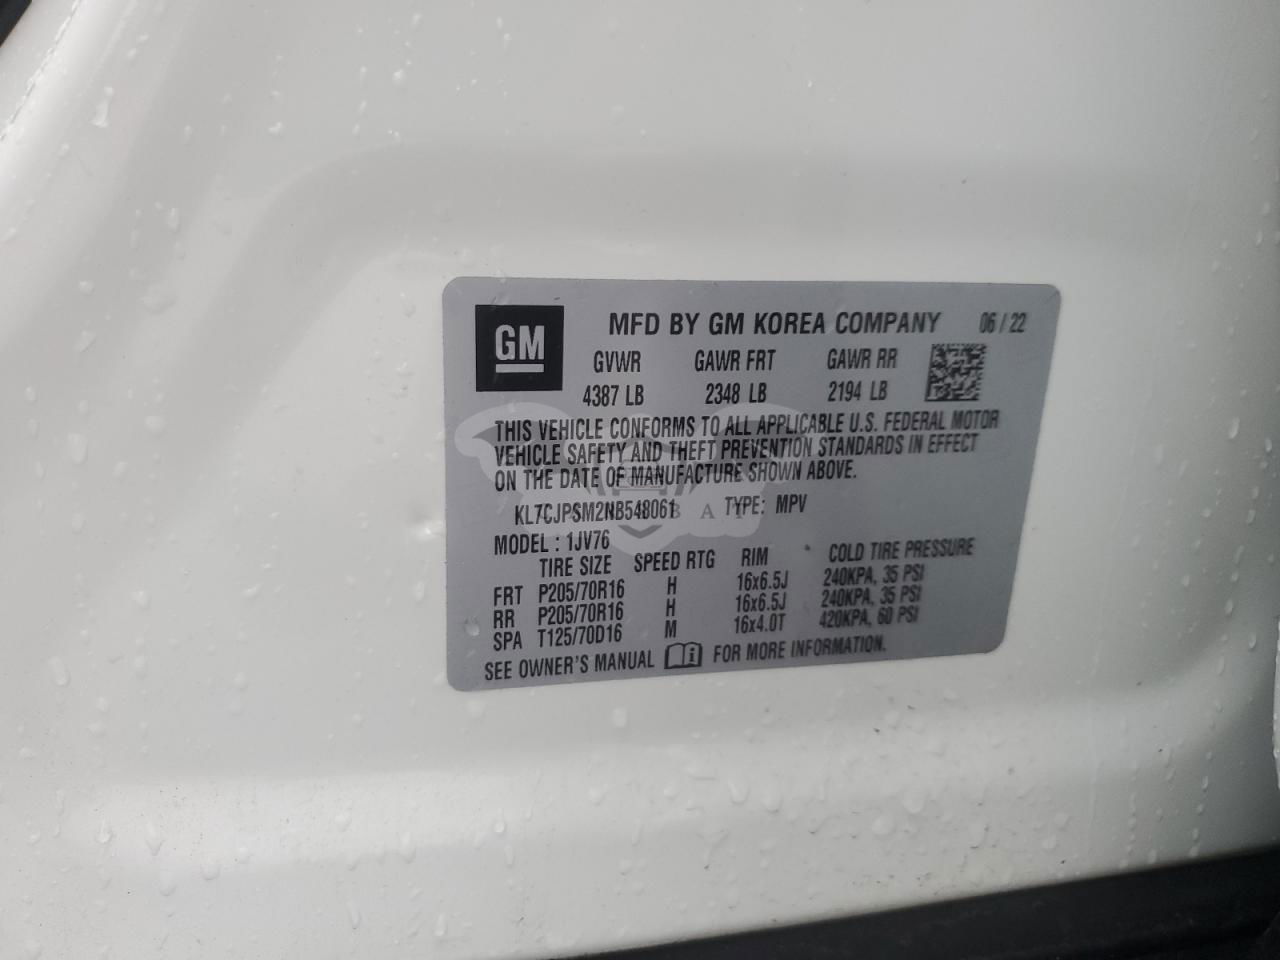 GM
MFD BY GM KOREA COMPANY 06/22
GVWR GAWR FRT GAWR RR
4387 LB 2348 LB 2194 LB
THIS VEHICLE CONFORMS TO ALL APPLICABLE U.S. FEDERAL MOTOR
VEHICLE SAFETY AND THEFT PREVENTION STANDARDS IN EFFECT
ON THE DATE OF MANUFACTURE SHOWN ABOVE.
KL7CJPSM2NB548061 TYPE: MPV
MODEL : 1JV76
TIRE SIZE SPEED RTG RIM COLD TIRE PRESSURE
FRT P205/70R16 H 16x6.5J 240KPA, 35 PSI
RR P205/70R16 H 16x6.5J 240KPA, 35 PSI
SPA T125/70D16 M 16x4.0T 420KPA, 60 PSI
SEE OWNER'S MANUAL FOR MORE INFORMATION.